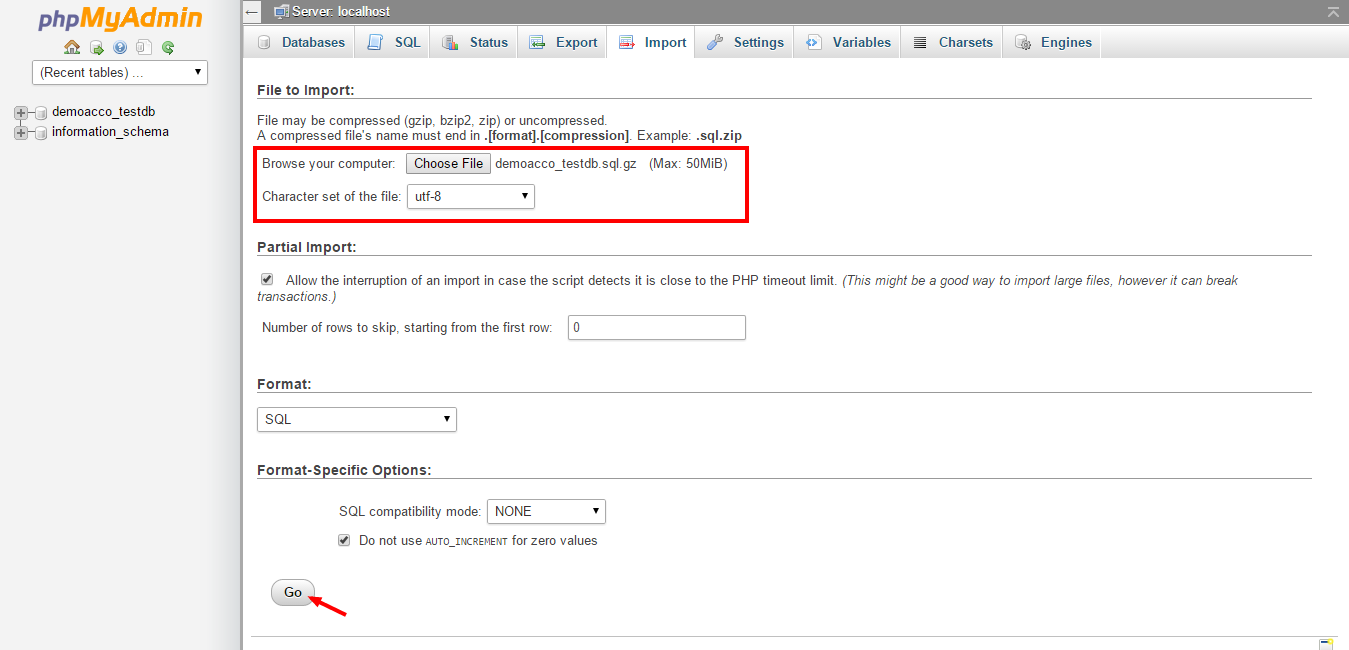 phpMyAdmin
(Recent tables) ...
demoacco_testdb
information_schema
Server: localhost
Databases SQL Status Export Import Settings Variables Charsets Engines
File to Import:
File may be compressed (gzip, bzip2, zip) or uncompressed.
A compressed file's name must end in .[format].[compression]. Example: .sql.zip
Browse your computer: Choose File demoacco_testdb.sql.gz (Max: 50MiB)
Character set of the file: utf-8
Partial Import:
Allow the interruption of an import in case the script detects it is close to the PHP timeout limit. (This might be a good way to import large files, however it can break
transactions.)
Number of rows to skip, starting from the first row: 0
Format:
SQL
Format-Specific Options:
SQL compatibility mode: NONE
Do not use AUTO_INCREMENT for zero values
Go